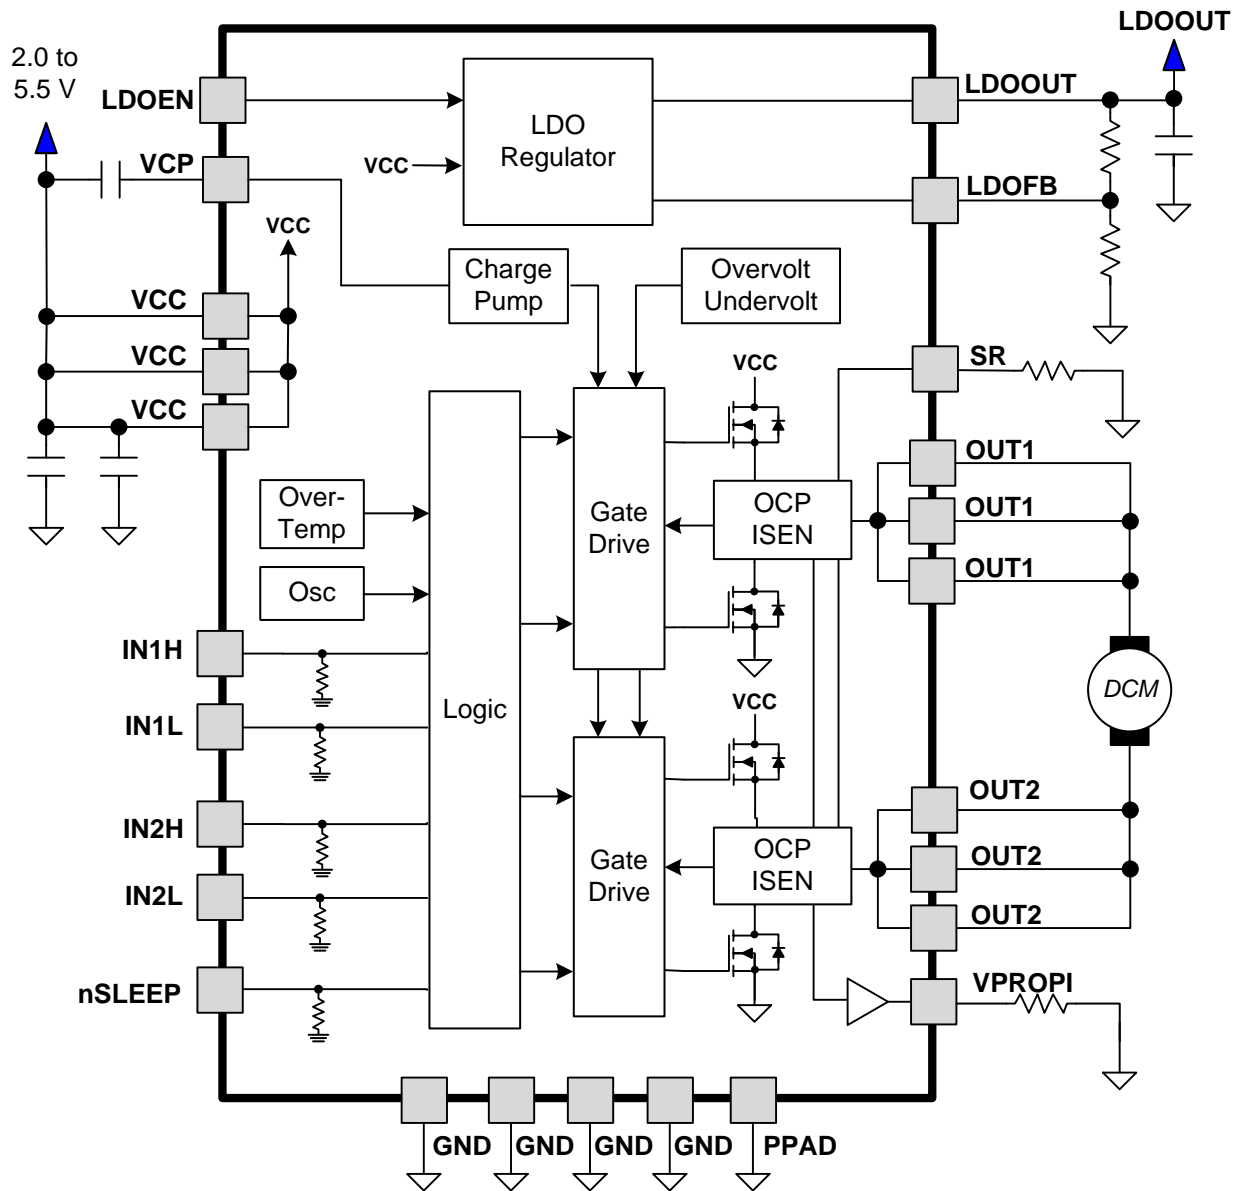 LDOOUT
2.0 to
5.5 V
LDOEN
LDO
Regulator
LDOOUT
VCP
VCC
LDOFB
VCC
Charge
Pump
Overvolt
Undervolt
VCC
VCC
VCC
VCC
SR
OUT1
OUT1
OUT1
Over-
Temp
Osc
Gate
Drive
OCP
ISEN
IN1H
IN1L
IN2H
IN2L
nSLEEP
Logic
VCC
Gate
Drive
OCP
ISEN
DCM
OUT2
OUT2
OUT2
VPROPI
GND
GND
GND
GND
PPAD